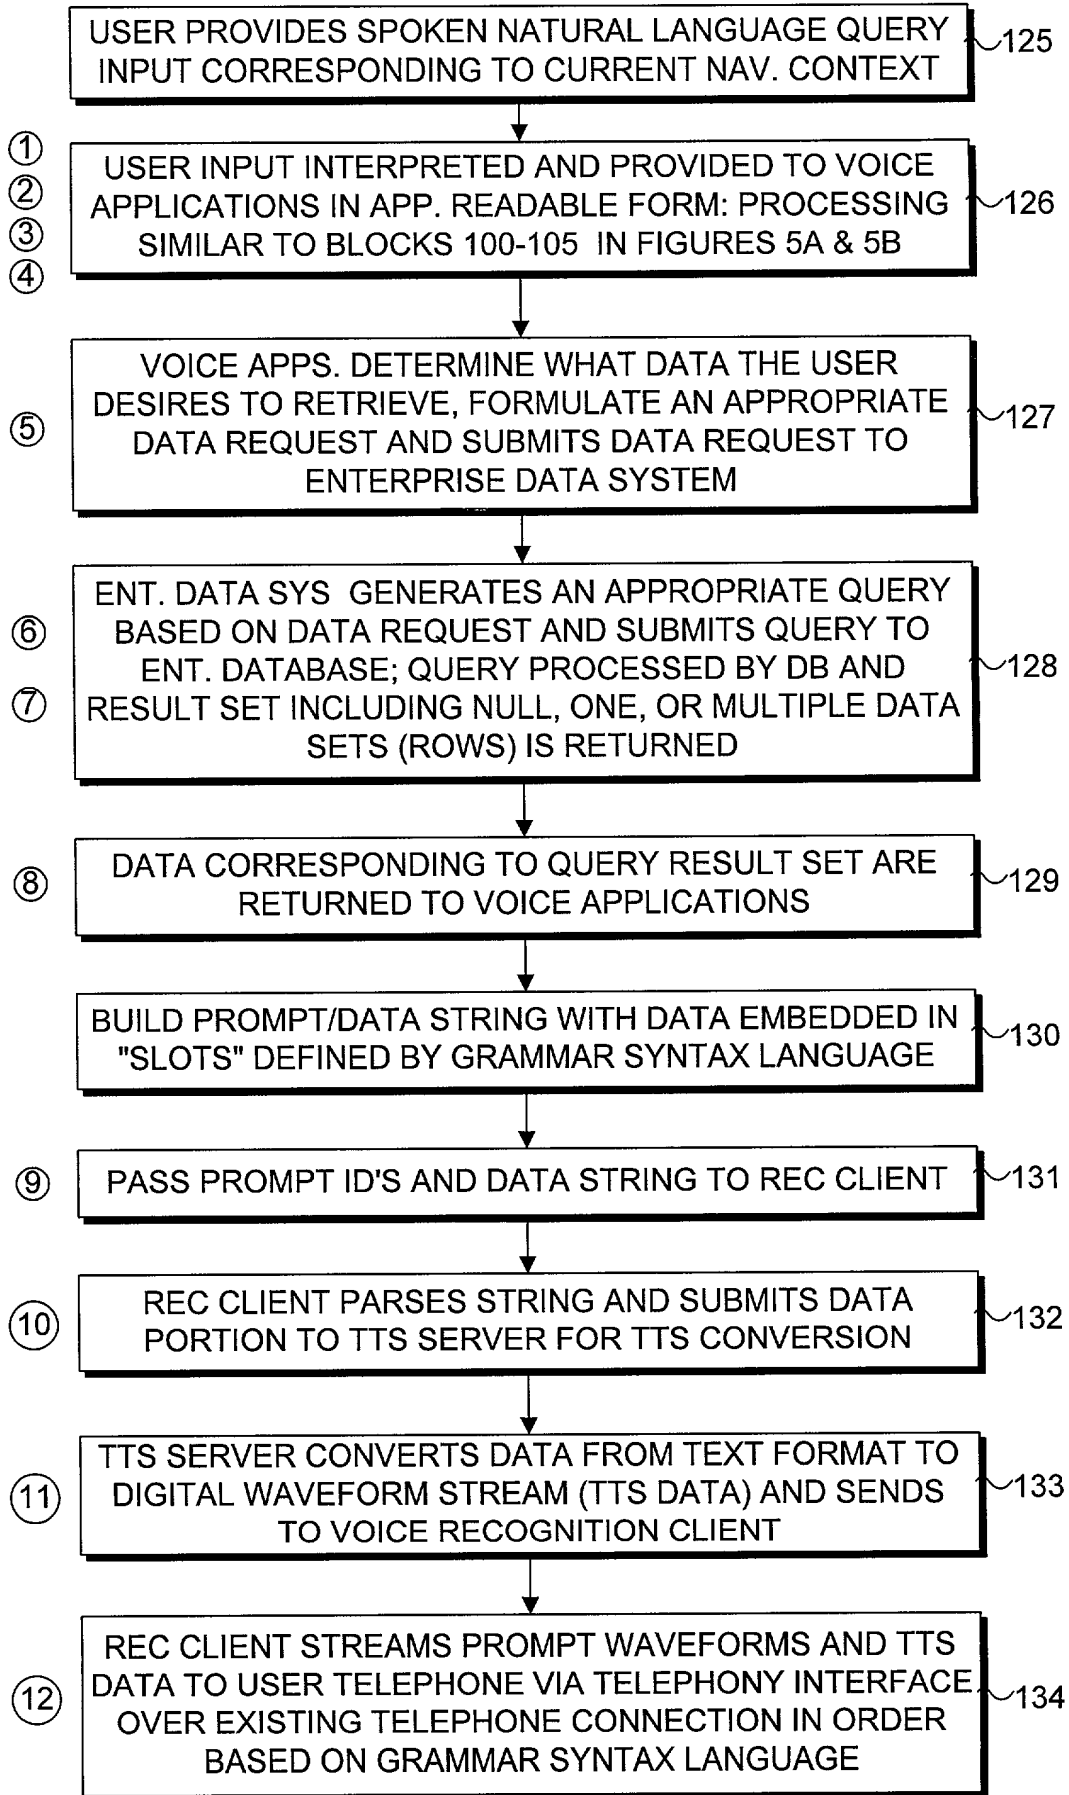 USER PROVIDES SPOKEN NATURAL LANGUAGE QUERY
INPUT CORRESPONDING TO CURRENT NAV. CONTEXT
125
①
②
③
④
USER INPUT INTERPRETED AND PROVIDED TO VOICE
APPLICATIONS IN APP. READABLE FORM: PROCESSING
SIMILAR TO BLOCKS 100-105 IN FIGURES 5A & 5B
126
⑤
VOICE APPS. DETERMINE WHAT DATA THE USER
DESIRES TO RETRIEVE, FORMULATE AN APPROPRIATE
DATA REQUEST AND SUBMITS DATA REQUEST TO
ENTERPRISE DATA SYSTEM
127
⑥
⑦
ENT. DATA SYS GENERATES AN APPROPRIATE QUERY
BASED ON DATA REQUEST AND SUBMITS QUERY TO
ENT. DATABASE; QUERY PROCESSED BY DB AND
RESULT SET INCLUDING NULL, ONE, OR MULTIPLE DATA
SETS (ROWS) IS RETURNED
128
⑧
DATA CORRESPONDING TO QUERY RESULT SET ARE
RETURNED TO VOICE APPLICATIONS
129
BUILD PROMPT/DATA STRING WITH DATA EMBEDDED IN
"SLOTS" DEFINED BY GRAMMAR SYNTAX LANGUAGE
130
⑨
PASS PROMPT ID'S AND DATA STRING TO REC CLIENT
131
⑩
REC CLIENT PARSES STRING AND SUBMITS DATA
PORTION TO TTS SERVER FOR TTS CONVERSION
132
⑪
TTS SERVER CONVERTS DATA FROM TEXT FORMAT TO
DIGITAL WAVEFORM STREAM (TTS DATA) AND SENDS
TO VOICE RECOGNITION CLIENT
133
⑫
REC CLIENT STREAMS PROMPT WAVEFORMS AND TTS
DATA TO USER TELEPHONE VIA TELEPHONY INTERFACE
OVER EXISTING TELEPHONE CONNECTION IN ORDER
BASED ON GRAMMAR SYNTAX LANGUAGE
134